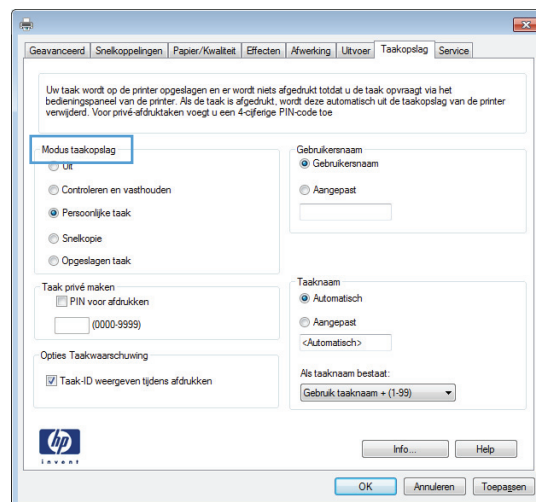 Geavanceerd Snelkoppelingen Papier/Kwaliteit Effecten Afwerking Uitvoer Taakopslag Service
Uw taak wordt op de printer opgeslagen en er wordt niets afgedrukt totdat u de taak opvraagt via het
bedieningspaneel van de printer. Als de taak is afgedrukt, wordt deze automatisch uit de taakopslag van de printer
verwijderd. Voor privé-afdruktaken voegt u een 4-cijferige PIN-code toe
Modus taakopslag
Uit
Controleren en vasthouden
Persoonlijke taak
Snelkopie
Opgeslagen taak
Gebruikersnaam
Gebruikersnaam
Aangepast
Taak privé maken
PIN voor afdrukken
(0000-9999)
Taaknaam
Automatisch
Aangepast
<Automatisch>
Als taaknaam bestaat:
Gebruik taaknaam + (1-99)
Opties Taakwaarschuwing
Taak-ID weergeven tijdens afdrukken
hp
invent
Info... Help
OK Annuleren Toepassen